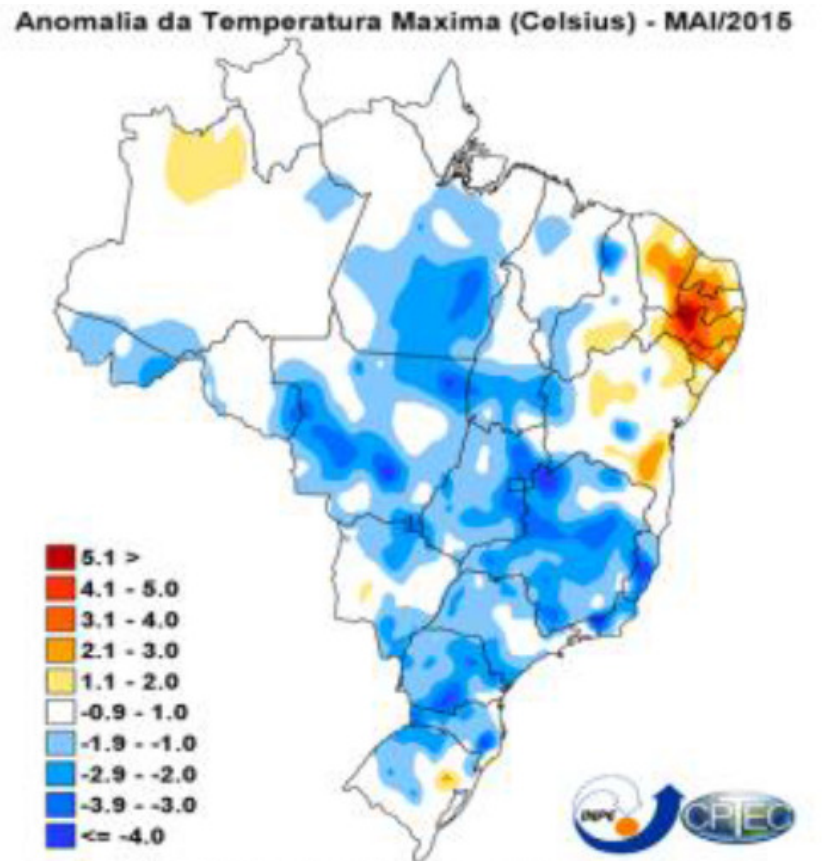 Anomalia da Temperatura Maxima (Celsius) - MAI/2015
5.1 >
4.1 - 5.0
3.1 - 4.0
2.1 - 3.0
1.1 - 2.0
-0.9 - 1.0
-1.9 - -1.0
-2.9 - -2.0
-3.9 - -3.0
<= -4.0
INPE
CPTEC